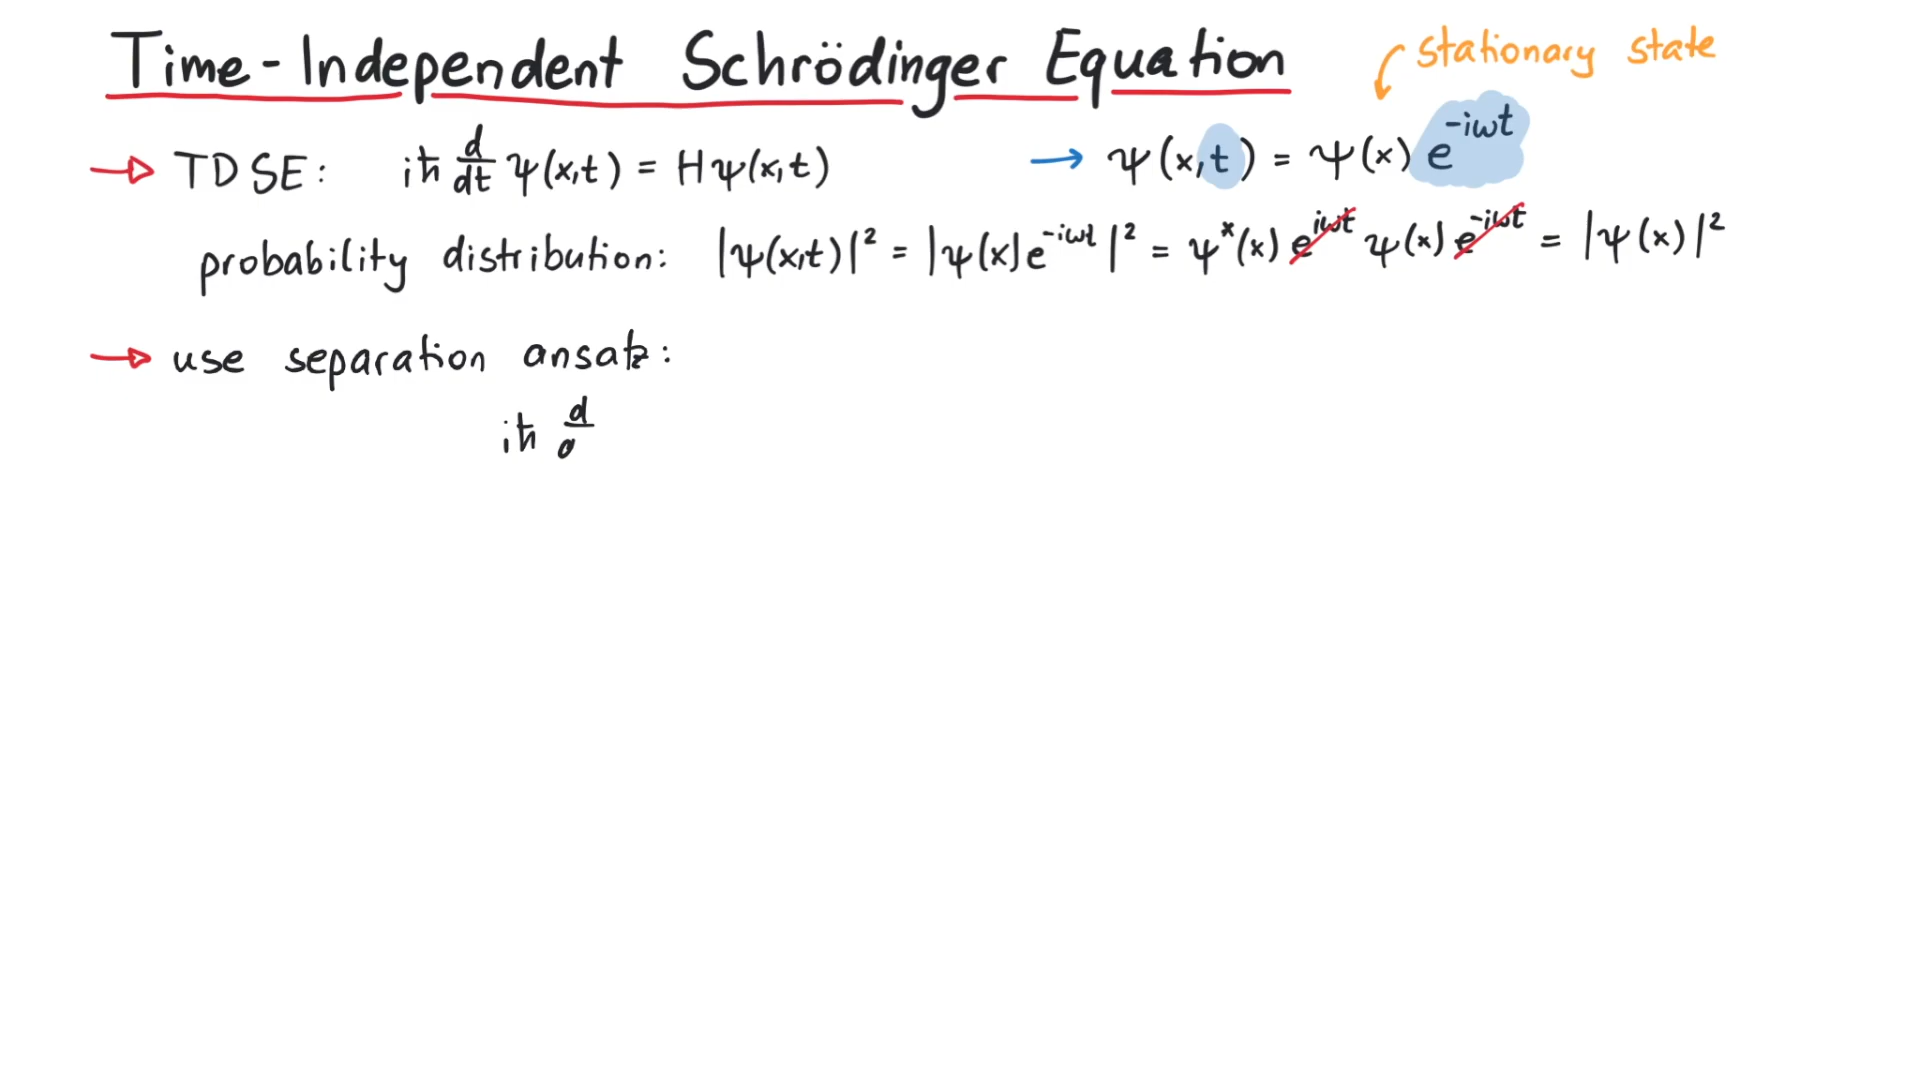 Time-Independent Schrödinger Equation
stationary state
TDSE: iħ d/dt ψ(x,t) = Hψ(x,t) → ψ(x,t) = ψ(x) e^-iωt
probability distribution: |ψ(x,t)|² = |ψ(x)e^-iωt|² = ψ*(x) e^iωt ψ(x) e^-iωt = |ψ(x)|²
→ use separation ansatz:
iħ d/d